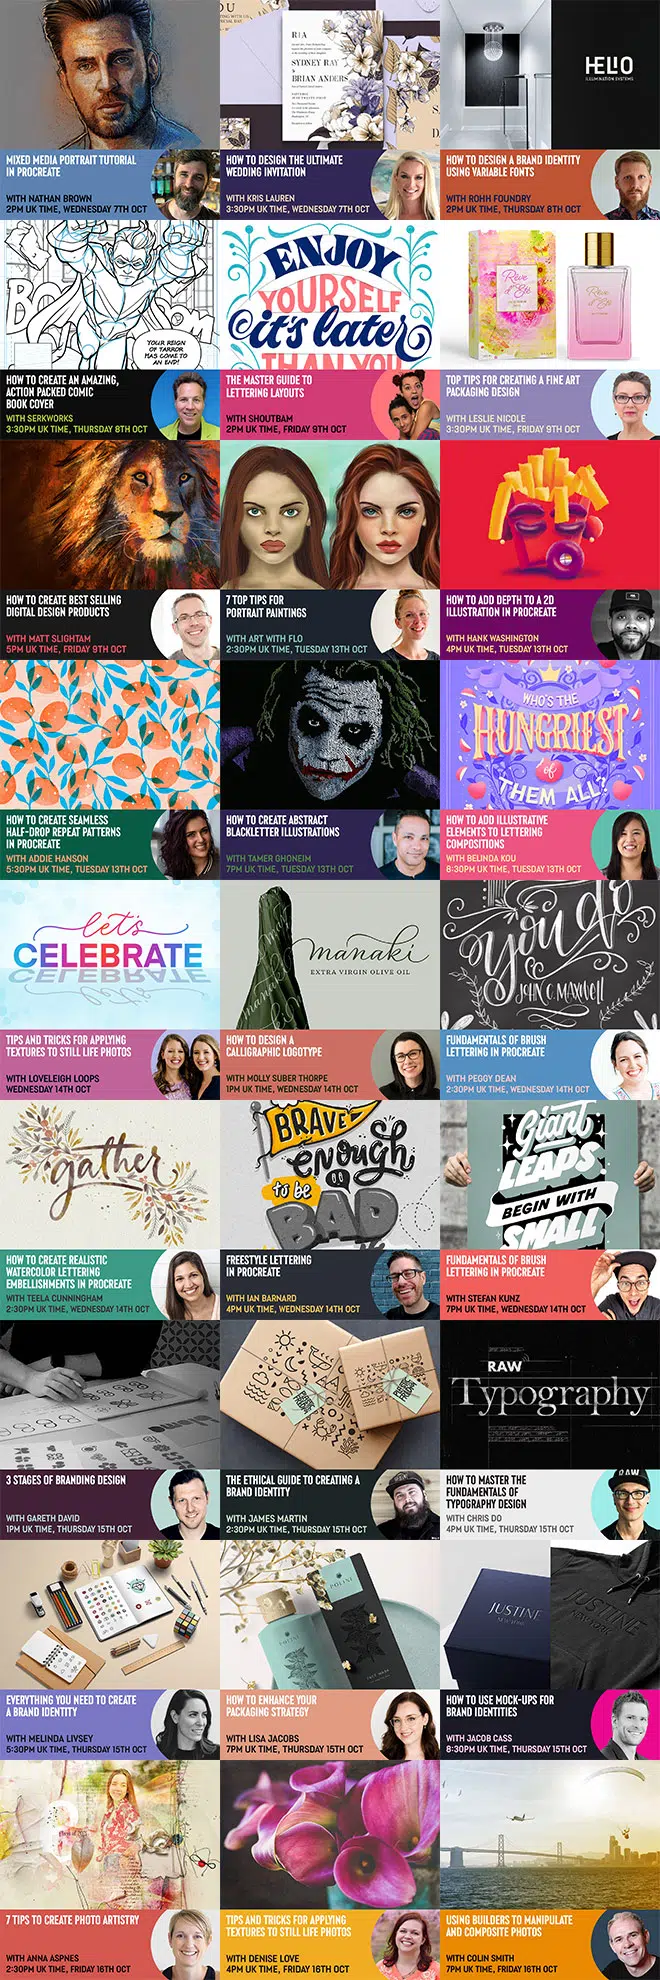 RIA
SYDNEY RAY
&
BRIAN ANDERS
HELIO
ILLUMINATION SYSTEMS
MIXED MEDIA PORTRAIT TUTORIAL
IN PROCREATE
WITH NATHAN BROWN
2PM UK TIME, WEDNESDAY 7TH OCT
HOW TO DESIGN THE ULTIMATE
WEDDING INVITATION
WITH KRIS LAUREN
3:30PM UK TIME, WEDNESDAY 7TH OCT
HOW TO DESIGN A BRAND IDENTITY
USING VARIABLE FONTS
WITH ROHH FOUNDRY
2PM UK TIME, THURSDAY 8TH OCT
BOOM
YOUR REIGN
OF TARROR
HAS COME TO
AN END!
ENJOY
YOURSELF
it's later
THAN YOU
Rêve
d'Été
Rêve
d'Été
HOW TO CREATE AN AMAZING,
ACTION PACKED COMIC
BOOK COVER
WITH SERKWORKS
3:30PM UK TIME, THURSDAY 8TH OCT
THE MASTER GUIDE TO
LETTERING LAYOUTS
WITH SHOUTBAM
2PM UK TIME, FRIDAY 9TH OCT
TOP TIPS FOR CREATING A FINE ART
PACKAGING DESIGN
WITH LESLIE NICOLE
3:30PM UK TIME, FRIDAY 9TH OCT
HOW TO CREATE BEST SELLING
DIGITAL DESIGN PRODUCTS
WITH MATT SLIGHTAM
5PM UK TIME, FRIDAY 9TH OCT
7 TOP TIPS FOR
PORTRAIT PAINTINGS
WITH ART WITH FLO
2:30PM UK TIME, TUESDAY 13TH OCT
HOW TO ADD DEPTH TO A 2D
ILLUSTRATION IN PROCREATE
WITH HANK WASHINGTON
4PM UK TIME, TUESDAY 13TH OCT
WHO'S THE
HUNGRIEST
of
THEM ALL?
HOW TO CREATE SEAMLESS
HALF-DROP REPEAT PATTERNS
IN PROCREATE
WITH ADDIE HANSON
5:30PM UK TIME, TUESDAY 13TH OCT
HOW TO CREATE ABSTRACT
BLACKLETTER ILLUSTRATIONS
WITH TAMER GHONEIM
7PM UK TIME, TUESDAY 13TH OCT
HOW TO ADD ILLUSTRATIVE
ELEMENTS TO LETTERING
COMPOSITIONS
WITH BELINDA KOU
8:30PM UK TIME, TUESDAY 13TH OCT
let's
CELEBRATE
manaki
EXTRA VIRGIN OLIVE OIL
you do
JOHN C. MAXWELL
TIPS AND TRICKS FOR APPLYING
TEXTURES TO STILL LIFE PHOTOS
WITH LOVELEIGH LOOPS
WEDNESDAY 14TH OCT
HOW TO DESIGN A
CALLIGRAPHIC LOGOTYPE
WITH MOLLY SUBER THORPE
1PM UK TIME, WEDNESDAY 14TH OCT
FUNDAMENTALS OF BRUSH
LETTERING IN PROCREATE
WITH PEGGY DEAN
2:30PM UK TIME, WEDNESDAY 14TH OCT
gather
BRAVE
enough
to be
BAD
Giant
LEAPS
BEGIN WITH
SMALL
HOW TO CREATE REALISTIC
WATERCOLOR LETTERING
EMBELLISHMENTS IN PROCREATE
WITH TEELA CUNNINGHAM
2:30PM UK TIME, WEDNESDAY 14TH OCT
FREESTYLE LETTERING
IN PROCREATE
WITH IAN BARNARD
4PM UK TIME, WEDNESDAY 14TH OCT
FUNDAMENTALS OF BRUSH
LETTERING IN PROCREATE
WITH STEFAN KUNZ
7PM UK TIME, WEDNESDAY 14TH OCT
RAW
Typography
3 STAGES OF BRANDING DESIGN
WITH GARETH DAVID
1PM UK TIME, THURSDAY 15TH OCT
THE ETHICAL GUIDE TO CREATING A
BRAND IDENTITY
WITH JAMES MARTIN
2:30PM UK TIME, THURSDAY 15TH OCT
HOW TO MASTER THE
FUNDAMENTALS OF
TYPOGRAPHY DESIGN
WITH CHRIS DO
4PM UK TIME, THURSDAY 15TH OCT
RAW
POLINE
POLINE
JUSTINE
NEW YORK
JUSTINE
NEW YORK
EVERYTHING YOU NEED TO CREATE
A BRAND IDENTITY
WITH MELINDA LIVSEY
5:30PM UK TIME, THURSDAY 15TH OCT
HOW TO ENHANCE YOUR
PACKAGING STRATEGY
WITH LISA JACOBS
7PM UK TIME, THURSDAY 15TH OCT
HOW TO USE MOCK-UPS FOR
BRAND IDENTITIES
WITH JACOB CASS
8:30PM UK TIME, THURSDAY 15TH OCT
7 TIPS TO CREATE PHOTO ARTISTRY
WITH ANNA ASPNES
2:30PM UK TIME, FRIDAY 16TH OCT
TIPS AND TRICKS FOR APPLYING
TEXTURES TO STILL LIFE PHOTOS
WITH DENISE LOVE
4PM UK TIME, FRIDAY 16TH OCT
USING BUILDERS TO MANIPULATE
AND COMPOSITE PHOTOS
WITH COLIN SMITH
7PM UK TIME, FRIDAY 16TH OCT